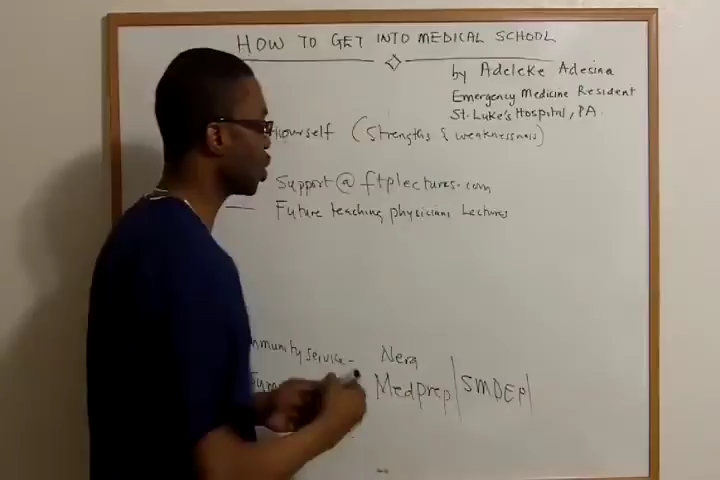 HOW TO GET INTO MEDICAL SCHOOL
by Adeleke Adesina
Emergency Medicine Resident
St. Luke's Hospital, PA.
yourself (Strengths & weaknesses)
Support@ftplectures.com
Future teaching physicians Lectures
mmunity service - Nera
Sum
MedPrep | SMDEP |